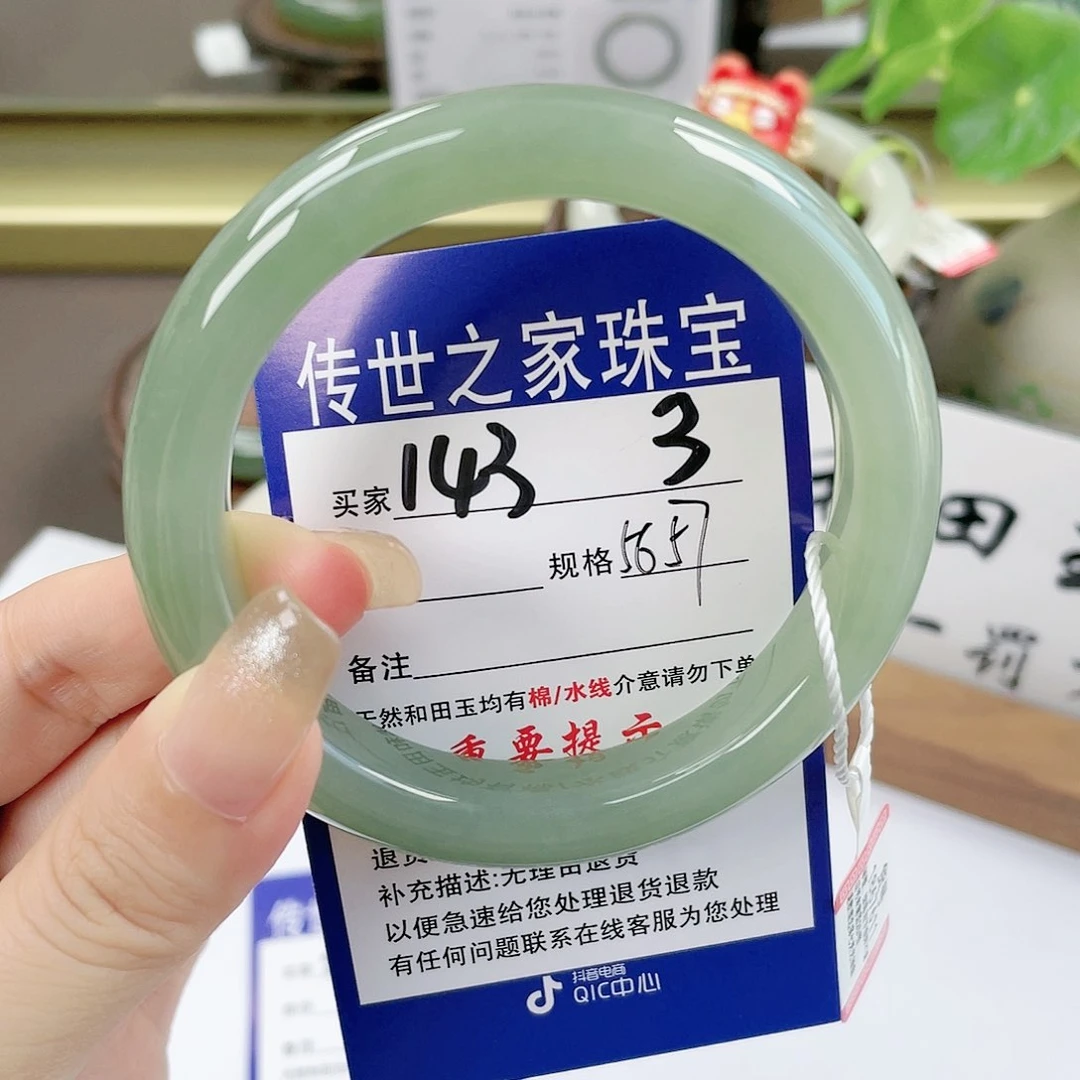 传世之家珠宝
买家 143 3
规格 5657
备注
天然和田玉均有棉/水线介意请勿下单
重要提示
补充描述:无理由退货
以便急速给您处理退货退款
有任何问题联系在线客服为您处理
抖音电商
QIC中心
田
一 罚